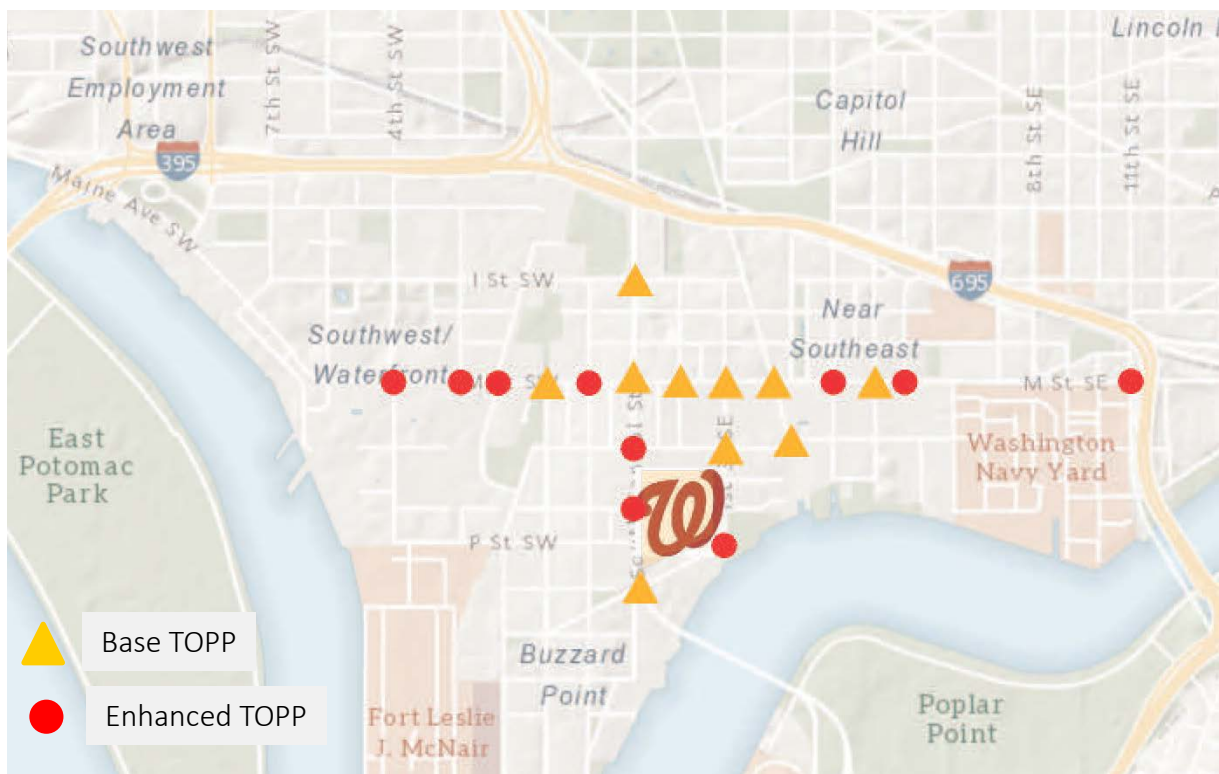 Lincoln
Southwest
Employment
Area
7th St SW
4th St SW
Capitol
Hill
8th St SE
11th St SE
395
Maine Ave SW
I St SW
695
Near
Southeast
Southwest/
Waterfront
M St SE
East
Potomac
Park
Washington
Navy Yard
W
P St SW
Base TOPP
Buzzard
Point
Enhanced TOPP
Fort Leslie
J. McNair
Poplar
Point